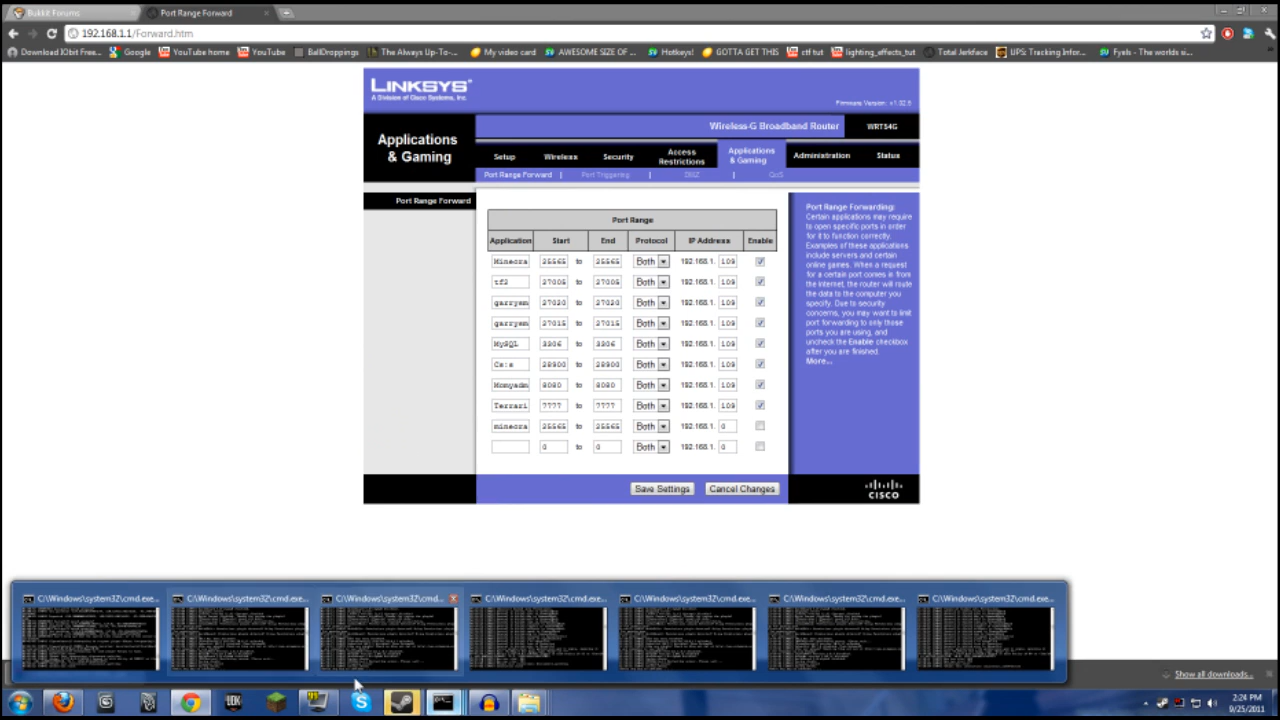 Bukkit Forums
Port Range Forward
192.168.1.1/Forward.htm
Download IObit Free...
Google
YouTube home
YouTube
BallDroppings
The Always Up-To-...
My video card
AWESOME SIZE OF ...
Hotkeys!
GOTTA GET THIS
ctf tut
lighting_effects_tut
Total Jerkface
UPS: Tracking Infor...
Fyels - The worlds si...
LINKSYS®
A Division of Cisco Systems, Inc.
Firmware Version: v1.02.5
Wireless-G Broadband Router
WRT54G
Applications & Gaming
Setup
Wireless
Security
Access Restrictions
Applications & Gaming
Administration
Status
Port Range Forward
Port Triggering
DMZ
QoS
Port Range Forward
Port Range
Application Start End Protocol IP Address Enable
Minecra 25565 to 25565 Both 192.168.1. 109
tf2 27005 to 27005 Both 192.168.1. 109
garrysm 27020 to 27020 Both 192.168.1. 109
garrysm 27015 to 27015 Both 192.168.1. 109
MySQL 3306 to 3306 Both 192.168.1. 109
Cs:s 28900 to 28900 Both 192.168.1. 109
8080 to 8080 Both 192.168.1. 109
Terrari 7777 to 7777 Both 192.168.1. 109
minecra 25565 to 25565 Both 192.168.1. 0
0 to 0 Both 192.168.1. 0
Port Range Forwarding:
Certain applications may require
to open specific ports in order
for it to function correctly.
Examples of these applications
include servers and certain
online games. When a request
for a certain port comes in from
the internet, the router will route
the data to the computer you
specify. Due to security
concerns, you may want to limit
port forwarding to only those
ports you are using, and
uncheck the Enable checkbox
after you are finished.
More...
Save Settings
Cancel Changes
CISCO
C:\Windows\system32\cmd.exe...
C:\Windows\system32\cmd.exe...
C:\Windows\system32\cmd...
C:\Windows\system32\cmd.exe...
C:\Windows\system32\cmd.exe...
C:\Windows\system32\cmd.exe...
C:\Windows\system32\cmd.exe...
Show all downloads...
UDK
2:24 PM
9/25/2011